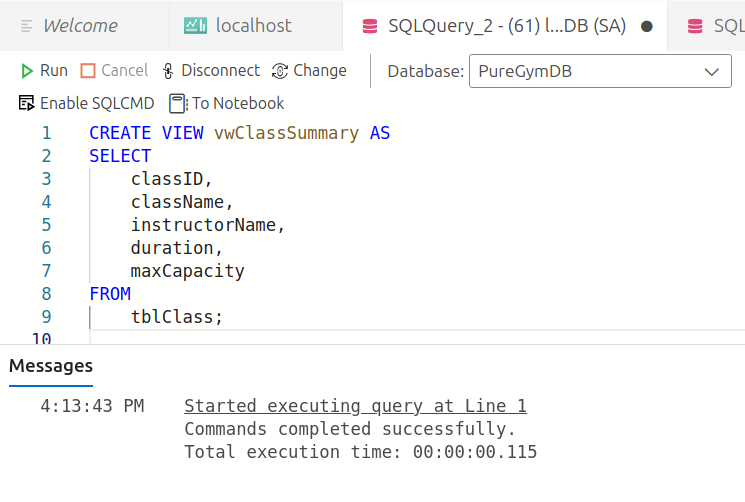 Welcome localhost SQLQuery_2 - (61) l...DB (SA) SQL
Run Cancel Disconnect Change Database: PureGymDB
Enable SQLCMD To Notebook
1 CREATE VIEW vwClassSummary AS
2 SELECT
3 classID,
4 className,
5 instructorName,
6 duration,
7 maxCapacity
8 FROM
9 tblClass;
10
Messages
4:13:43 PM Started executing query at Line 1
Commands completed successfully.
Total execution time: 00:00:00.115